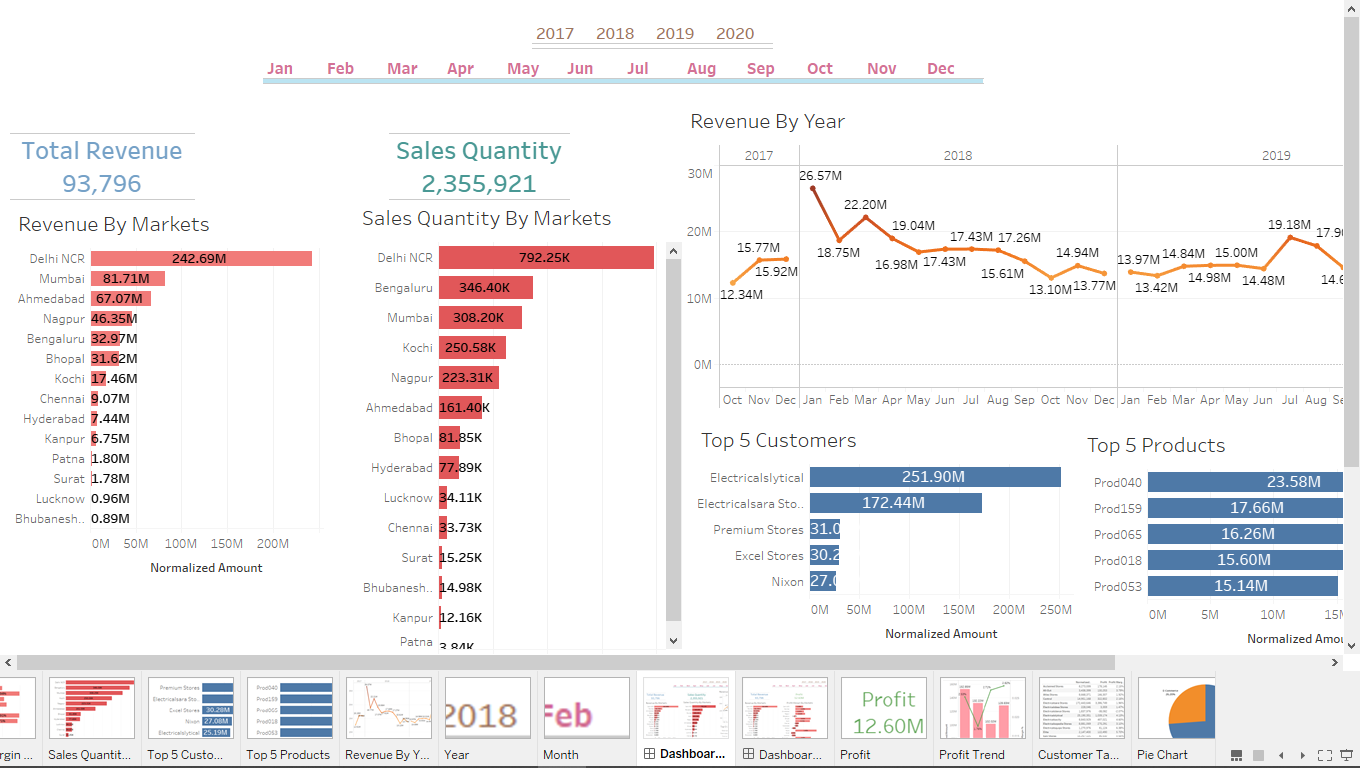 2017 2018 2019 2020
Jan Feb Mar Apr May Jun Jul Aug Sep Oct Nov Dec
Total Revenue
93,796
Sales Quantity
2,355,921
Revenue By Markets
Delhi NCR 242.69M
Mumbai 81.71M
Ahmedabad 67.07M
Nagpur 46.35M
Bengaluru 32.97M
Bhopal 31.62M
Kochi 17.46M
Chennai 9.07M
Hyderabad 7.44M
Kanpur 6.75M
Patna 1.80M
Surat 1.78M
Lucknow 0.96M
Bhubanesh.. 0.89M
0M 50M 100M 150M 200M
Normalized Amount
Sales Quantity By Markets
Delhi NCR 792.25K
Bengaluru 346.40K
Mumbai 308.20K
Kochi 250.58K
Nagpur 223.31K
Ahmedabad 161.40K
Bhopal 81.85K
Hyderabad 77.89K
Lucknow 34.11K
Chennai 33.73K
Surat 15.25K
Bhubanesh.. 14.98K
Kanpur 12.16K
Patna 3.84K
Revenue By Year
2017 2018 2019
30M
20M
10M
0M
12.34M 15.77M 15.92M 26.57M 18.75M 22.20M 19.04M 16.98M 17.43M 17.43M 17.26M 15.61M 13.10M 14.94M 13.77M 13.97M 13.42M 14.84M 14.98M 15.00M 14.48M 19.18M 17.9 14.6
Oct Nov Dec Jan Feb Mar Apr May Jun Jul Aug Sep Oct Nov Dec Jan Feb Mar Apr May Jun Jul Aug Se
Top 5 Customers
Electricalslytical 251.90M
Electricalsara Sto.. 172.44M
Premium Stores 31.0
Excel Stores 30.2
Nixon 27.0
0M 50M 100M 150M 200M 250M
Normalized Amount
Top 5 Products
Prod040 23.58M
Prod159 17.66M
Prod065 16.26M
Prod018 15.60M
Prod053 15.14M
0M 5M 10M 15M
Normalized Amou
Premium Stores
Electricalsara Sto..
Excel Stores 30.28M
Nixon 27.08M
Electricalslytical 25.19M
Prod040
Prod159
Prod018
2018
Feb
Profit
12.60M
rgin ... Sales Quantit... Top 5 Custo... Top 5 Products Revenue By Y... Year Month Dashboar... Dashboar... Profit Profit Trend Customer Ta... Pie Chart